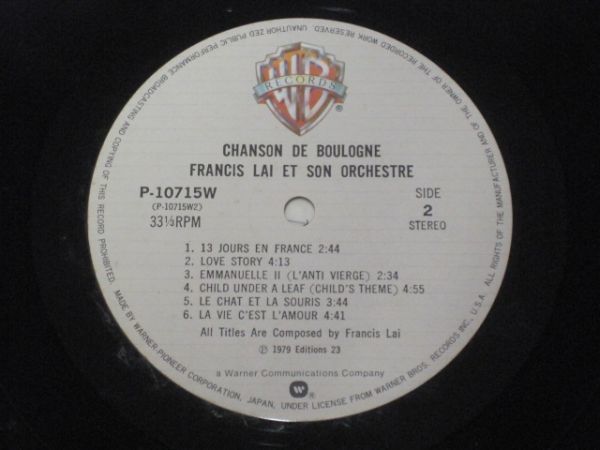 WB
RECORDS
®
CHANSON DE BOULOGNE
FRANCIS LAI ET SON ORCHESTRE
P-10715W
(P-10715W2)
33⅓RPM
SIDE
2
STEREO
1. 13 JOURS EN FRANCE 2:44
2. LOVE STORY 4:13
3. EMMANUELLE II (L'ANTI VIERGE) 2:34
4. CHILD UNDER A LEAF (CHILD'S THEME) 4:55
5. LE CHAT ET LA SOURIS 3:44
6. LA VIE C'EST L'AMOUR 4:41
All Titles Are Composed by Francis Lai
℗ 1979 Editions 23
a Warner Communications Company
W ®
MADE BY WARNER-PIONEER CORPORATION, JAPAN, UNDER LICENSE FROM WARNER BROS. RECORDS INC., U.S.A. ALL RIGHTS OF THE MANUFACTURER AND OF THE OWNER OF THE RECORDED WORK RESERVED. UNAUTHORIZED PUBLIC PERFORMANCE BROADCASTING AND COPYING OF THIS RECORD PROHIBITED.